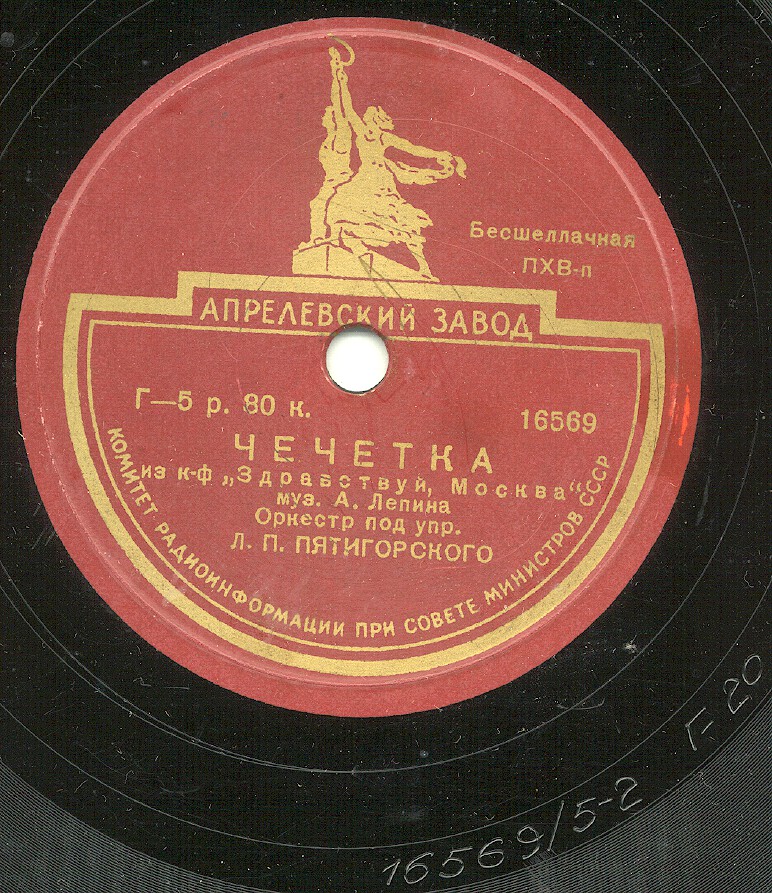 Бесшеллачная
ПХВ-п
АПРЕЛЕВСКИЙ ЗАВОД
Г—5 р. 80 к.
16569
ЧЕЧЕТКА
из к-ф „Здравствуй, Москва“
муз. А. Лепина
Оркестр под упр.
Л. П. ПЯТИГОРСКОГО
КОМИТЕТ РАДИОИНФОРМАЦИИ ПРИ СОВЕТЕ МИНИСТРОВ СССР
16569/5-2
Г-20